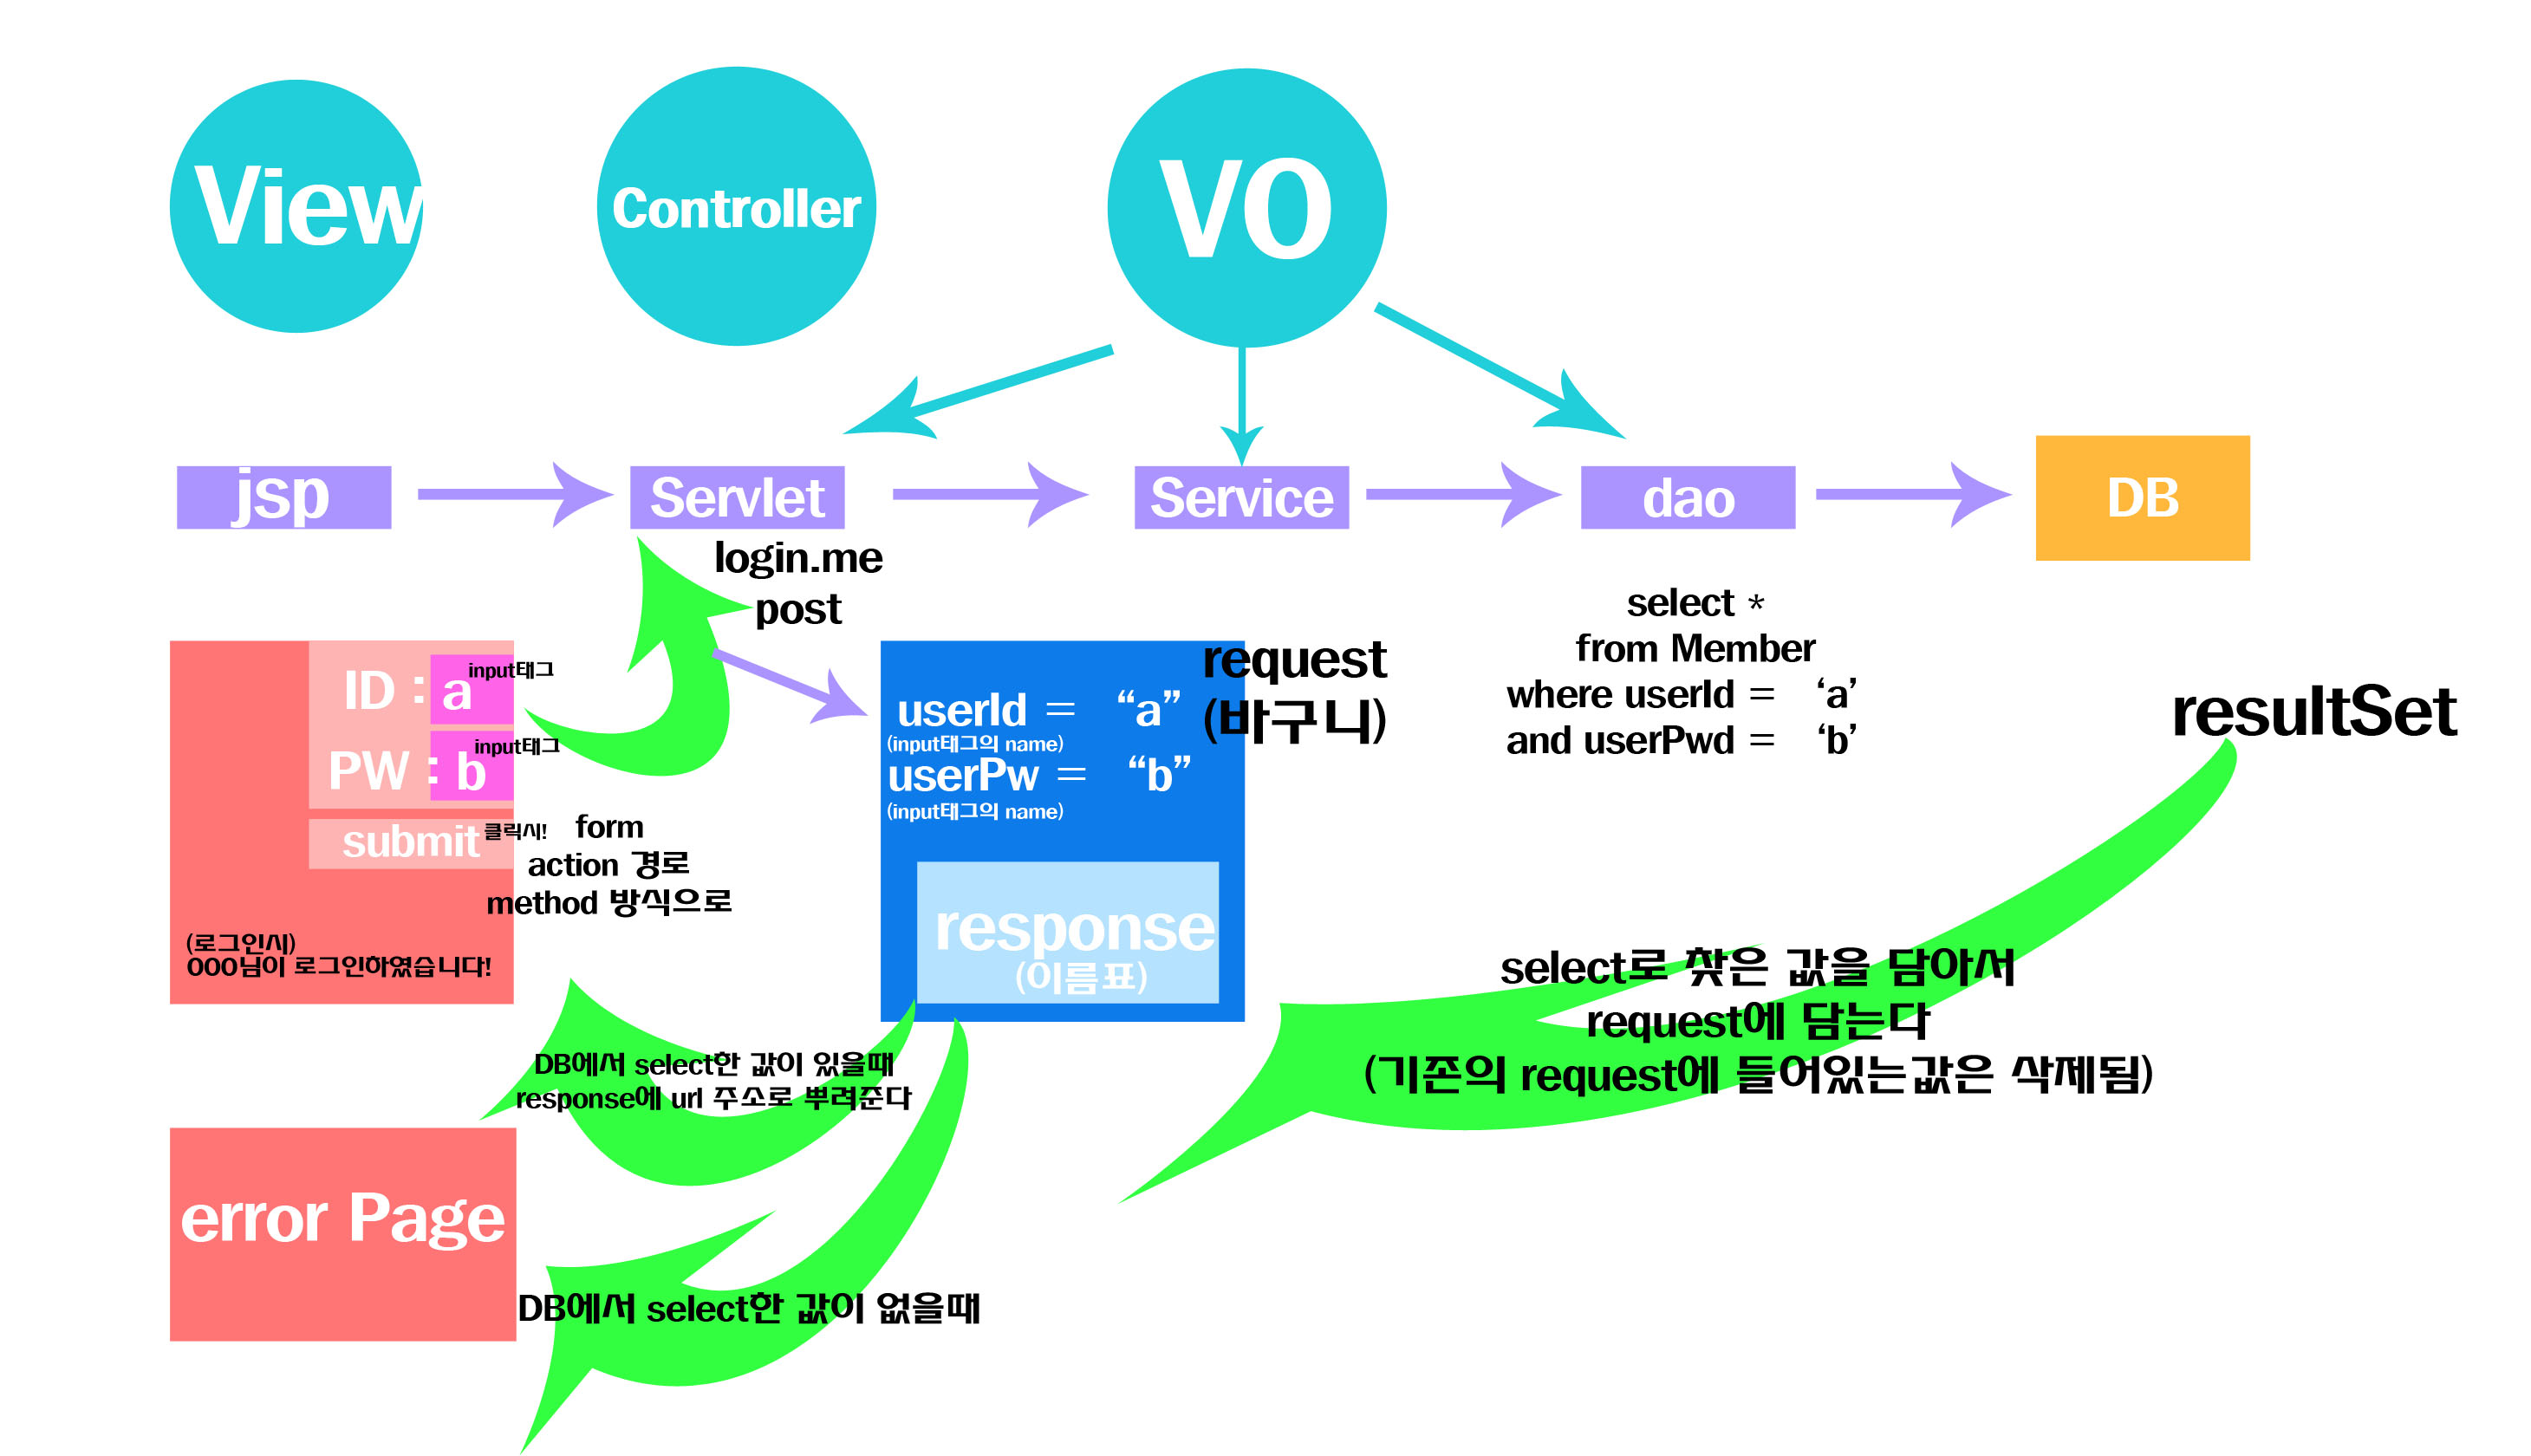 View
Controller
VO
jsp
Servlet
Service
dao
DB
login.me
post
ID : a
input태그
PW : b
input태그
submit
클릭시!
form
action 경로
method 방식으로
(로그인시)
OOO님이 로그인하였습니다!
request
(바구니)
userId = “a”
(input태그의 name)
userPw = “b”
(input태그의 name)
response
(이름표)
select *
from Member
where userId = ‘a’
and userPwd = ‘b’
resultSet
select로 찾은 값을 담아서
request에 담는다
(기존의 request에 들어있는값은 삭제됨)
DB에서 select한 값이 있을때
response에 url 주소로 뿌려준다
error Page
DB에서 select한 값이 없을때